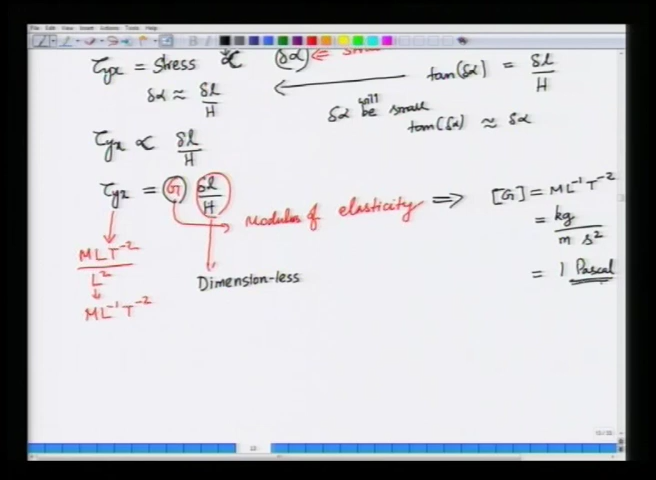 τyx = stress ∝ (δα) ⇐
tan(δα) = δl/H
δα ≈ δl/H
δα will be small
tan(δα) ≈ δα
τyx ∝ δl/H
τyx = G δl/H
Modulus of elasticity ⇒ [G] = ML⁻¹T⁻²
= kg/m s²
= 1 Pascal
MLT⁻²/L²
Dimension-less
ML⁻¹T⁻²